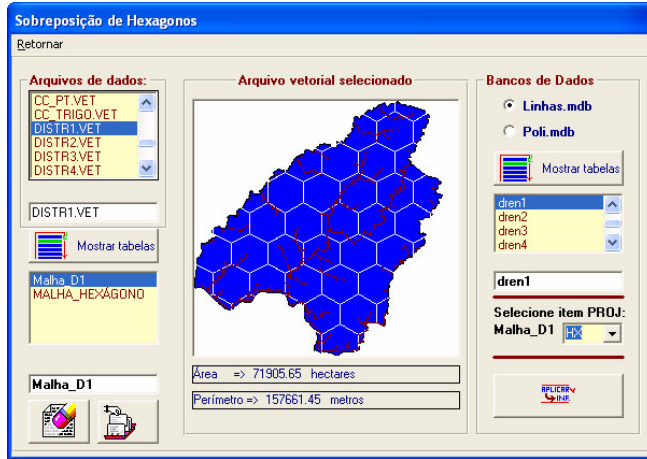 Sobreposição de Hexagonos
Retornar
Arquivos de dados:
CC_PT.VET
CC_TRIGO.VET
DISTR1.VET
DISTR2.VET
DISTR3.VET
DISTR4.VET
DISTR1.VET
Mostrar tabelas
Malha_D1
MALHA_HEXÁGONO
Malha_D1
Arquivo vetorial selecionado
Área => 71905.65 hectares
Perímetro => 157661.45 metros
Bancos de Dados
Linhas.mdb
Poli.mdb
Mostrar tabelas
dren1
dren2
dren3
dren4
dren1
Selecione item PROJ:
Malha_D1 HX
APLICAR
INF.